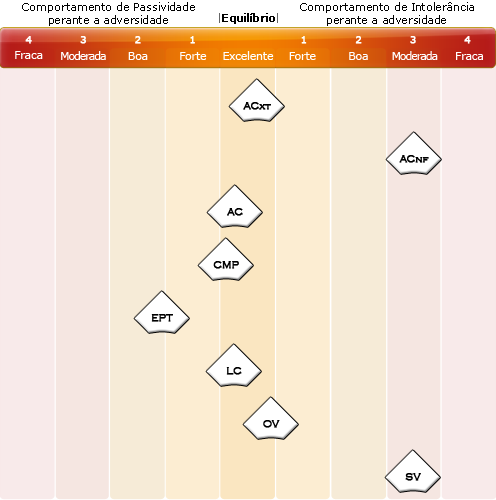 Comportamento de Passividade
perante a adversidade
|Equilíbrio|
Comportamento de Intolerância
perante a adversidade
4 3 2 1 1 2 3 4
Fraca Moderada Boa Forte Excelente Forte Boa Moderada Fraca
ACXT
ACNF
AC
CMP
EPT
LC
OV
SV